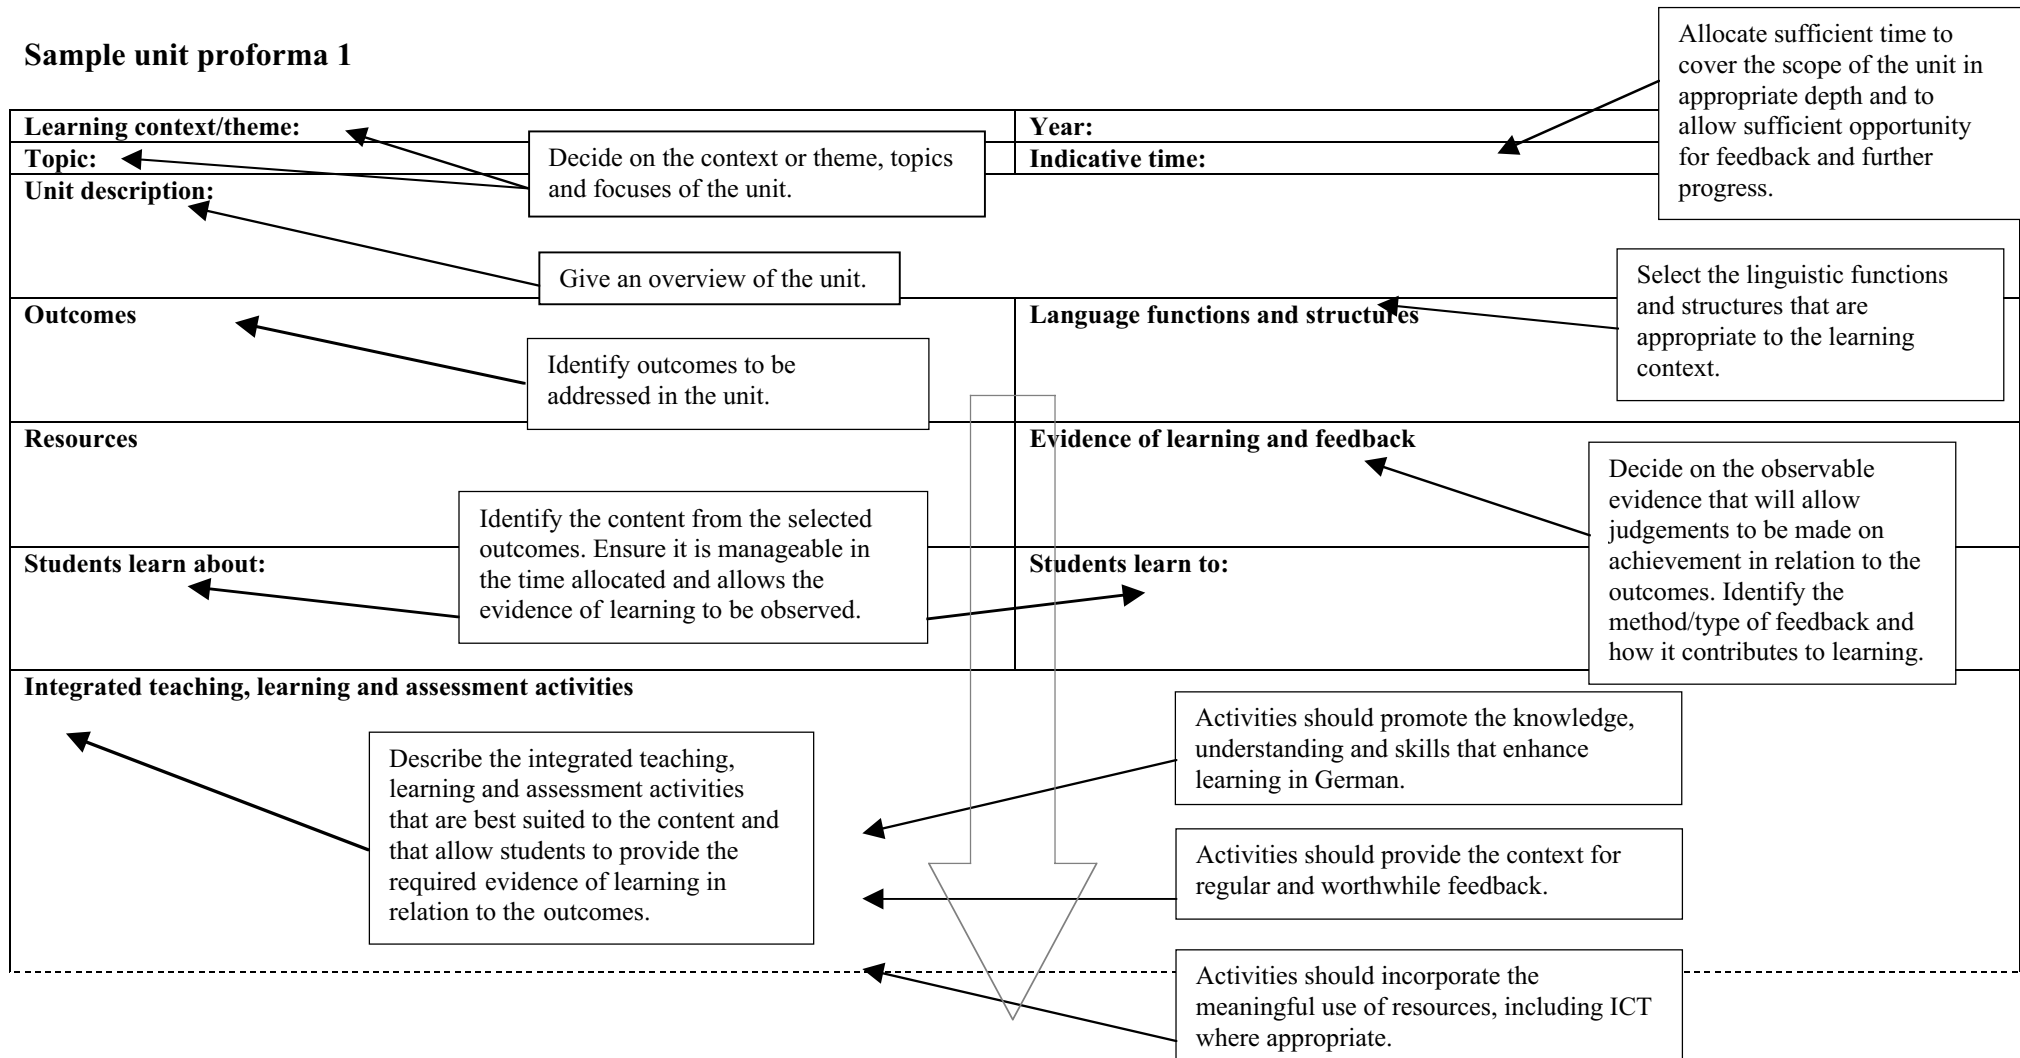 Sample unit proforma 1
Allocate sufficient time to
cover the scope of the unit in
appropriate depth and to
allow sufficient opportunity
for feedback and further
progress.
Learning context/theme:
Year:
Topic:
Indicative time:
Decide on the context or theme, topics
and focuses of the unit.
Unit description:
Give an overview of the unit.
Select the linguistic functions
and structures that are
appropriate to the learning
context.
Outcomes
Language functions and structures
Identify outcomes to be
addressed in the unit.
Resources
Evidence of learning and feedback
Decide on the observable
evidence that will allow
judgements to be made on
achievement in relation to the
outcomes. Identify the
method/type of feedback and
how it contributes to learning.
Identify the content from the selected
outcomes. Ensure it is manageable in
the time allocated and allows the
evidence of learning to be observed.
Students learn about:
Students learn to:
Integrated teaching, learning and assessment activities
Describe the integrated teaching,
learning and assessment activities
that are best suited to the content and
that allow students to provide the
required evidence of learning in
relation to the outcomes.
Activities should promote the knowledge,
understanding and skills that enhance
learning in German.
Activities should provide the context for
regular and worthwhile feedback.
Activities should incorporate the
meaningful use of resources, including ICT
where appropriate.